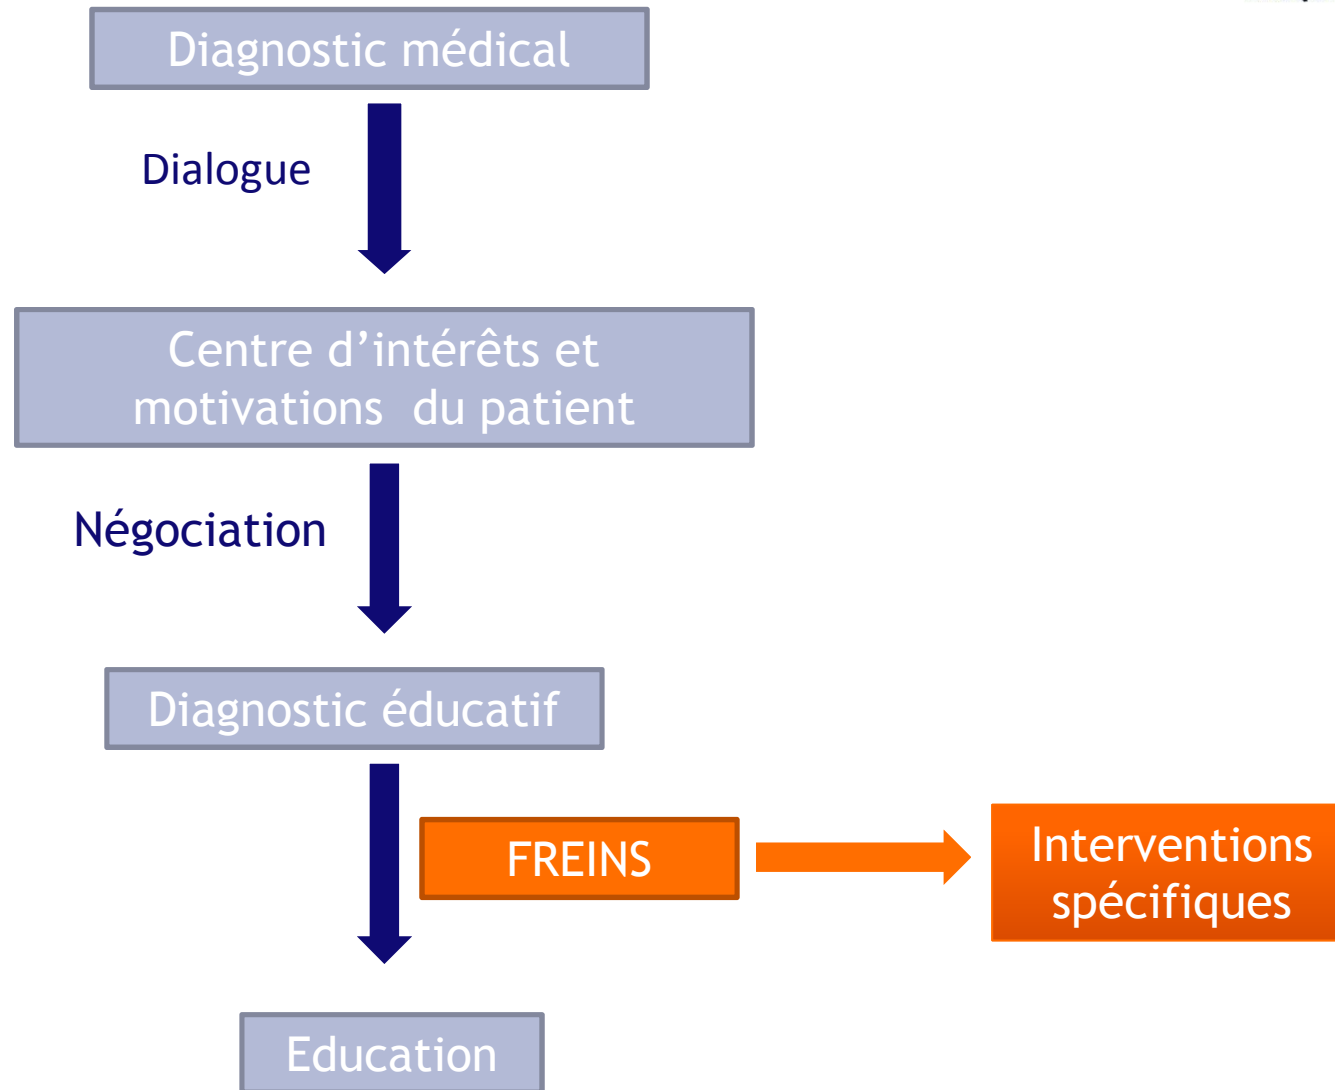 Diagnostic médical
Dialogue
Centre d’intérêts et
motivations  du patient
Négociation
Diagnostic éducatif
FREINS
Interventions
spécifiques
Education